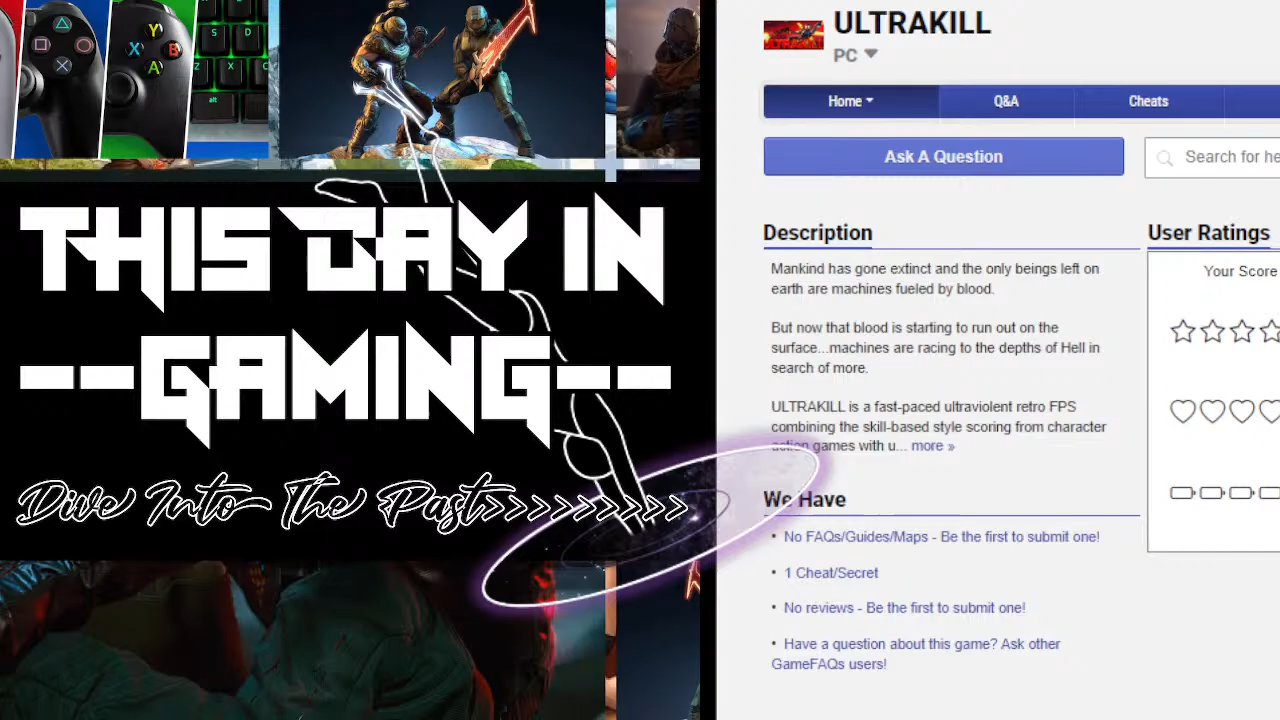 Y
X
B
A
S
D
Z
X
C
alt
THIS DAY IN
--GAMING--
Dive Into The Past>>>>>>>>>
ULTRAKILL
PC
Home
Q&A
Cheats
Ask A Question
Search for he
Description
Mankind has gone extinct and the only beings left on
earth are machines fueled by blood.
But now that blood is starting to run out on the
surface...machines are racing to the depths of Hell in
search of more.
ULTRAKILL is a fast-paced ultraviolent retro FPS
combining the skill-based style scoring from character
action games with u... more »
We Have
• No FAQs/Guides/Maps - Be the first to submit one!
• 1 Cheat/Secret
• No reviews - Be the first to submit one!
• Have a question about this game? Ask other
GameFAQs users!
User Ratings
Your Score